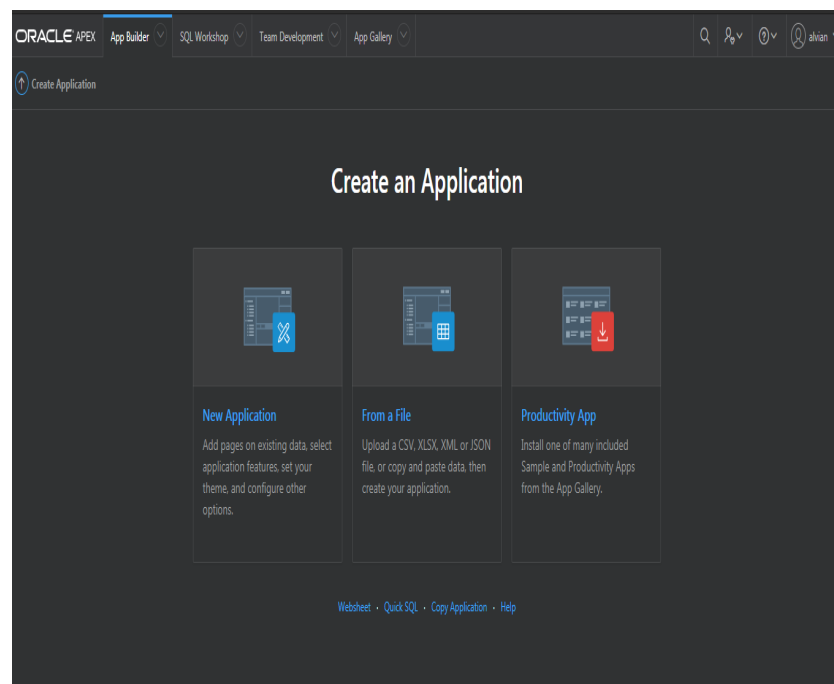 ORACLE APEX App Builder SQL Workshop Team Development App Gallery alvian
Create Application
Create an Application
New Application
Add pages on existing data, select
application features, set your
theme, and configure other
options.
From a File
Upload a CSV, XLSX, XML or JSON
file, or copy and paste data, then
create your application.
Productivity App
Install one of many included
Sample and Productivity Apps
from the App Gallery.
Websheet • Quick SQL • Copy Application • Help